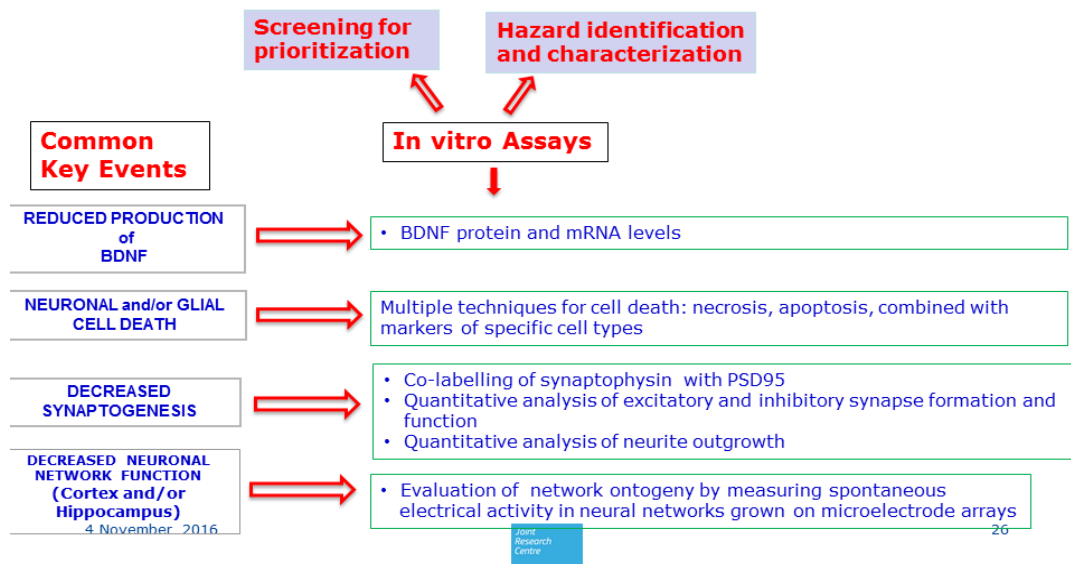 Screening for
prioritization
Hazard identification
and characterization
Common
Key Events
In vitro Assays
REDUCED PRODUCTION
of
BDNF
• BDNF protein and mRNA levels
NEURONAL and/or GLIAL
CELL DEATH
Multiple techniques for cell death: necrosis, apoptosis, combined with
markers of specific cell types
DECREASED
SYNAPTOGENESIS
• Co-labelling of synaptophysin with PSD95
• Quantitative analysis of excitatory and inhibitory synapse formation and
function
• Quantitative analysis of neurite outgrowth
DECREASED NEURONAL
NETWORK FUNCTION
(Cortex and/or
Hippocampus)
• Evaluation of network ontogeny by measuring spontaneous
electrical activity in neural networks grown on microelectrode arrays
4 November 2016
Joint
Research
Centre
26